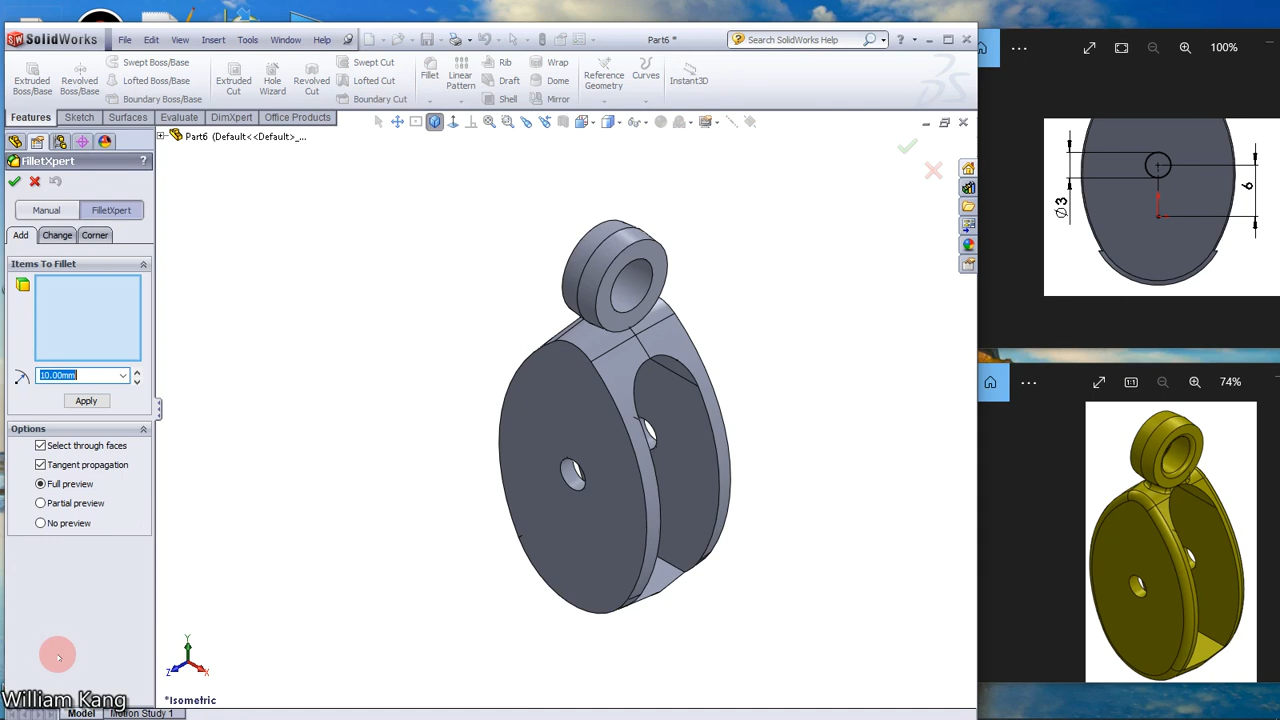 SolidWorks File Edit View Insert Tools Window Help Part6 * Search SolidWorks Help ?
Extruded Boss/Base
Revolved Boss/Base
Swept Boss/Base
Lofted Boss/Base
Boundary Boss/Base
Extruded Cut
Hole Wizard
Revolved Cut
Swept Cut
Lofted Cut
Boundary Cut
Fillet
Linear Pattern
Rib
Draft
Shell
Wrap
Dome
Mirror
Reference Geometry
Curves
Instant3D
Features Sketch Surfaces Evaluate DimXpert Office Products
Part6 (Default<<Default>_...
FilletXpert ?
Manual FilletXpert
Add Change Corner
Items To Fillet
10.00mm
Apply
Options
Select through faces
Tangent propagation
Full preview
Partial preview
No preview
Y
Z
X
*Isometric
William Kang
Model Motion Study 1
100%
Ø3
6
1:1
74%